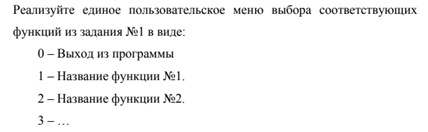 Реализуйте единое пользовательское меню выбора соответствующих
функций из задания №1 в виде:
0 – Выход из программы
1 – Название функции №1.
2 – Название функции №2.
3 – …